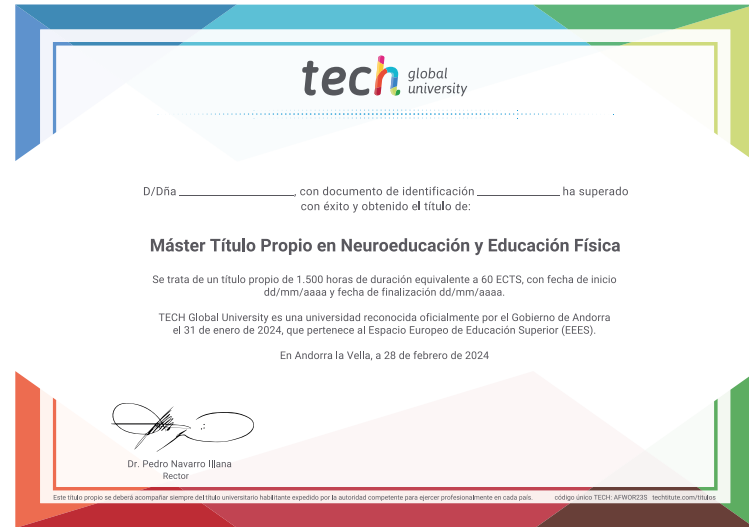 tech global university
D/Dña ____________________, con documento de identificación ______________ ha superado
con éxito y obtenido el título de:
Máster Título Propio en Neuroeducación y Educación Física
Se trata de un título propio de 1.500 horas de duración equivalente a 60 ECTS, con fecha de inicio
dd/mm/aaaa y fecha de finalización dd/mm/aaaa.
TECH Global University es una universidad reconocida oficialmente por el Gobierno de Andorra
el 31 de enero de 2024, que pertenece al Espacio Europeo de Educación Superior (EEES).
En Andorra la Vella, a 28 de febrero de 2024
Dr. Pedro Navarro Illana
Rector
Este título propio se deberá acompañar siempre del título universitario habilitante expedido por la autoridad competente para ejercer profesionalmente en cada país. código único TECH: AFWOR23S techtitute.com/titulos